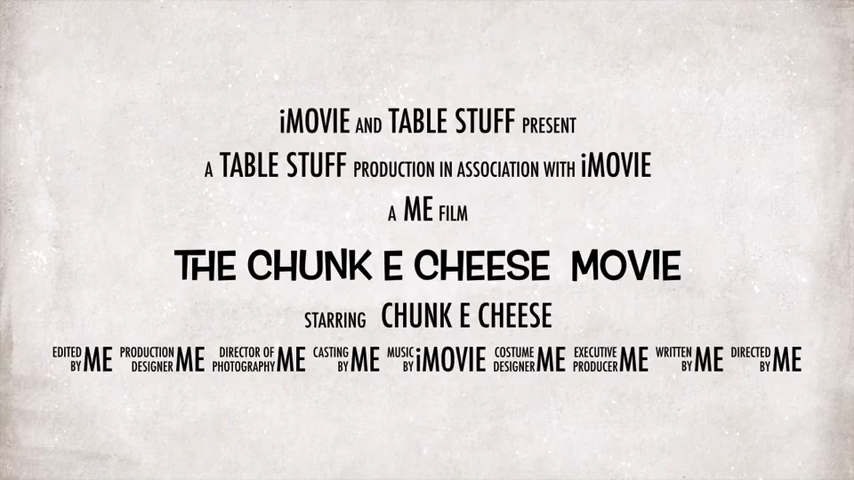 iMOVIE AND TABLE STUFF PRESENT
A TABLE STUFF PRODUCTION IN ASSOCIATION WITH iMOVIE
A ME FILM
THE CHUNK E CHEESE MOVIE
STARRING CHUNK E CHEESE
EDITED BY ME PRODUCTION DESIGNER ME DIRECTOR OF PHOTOGRAPHY ME CASTING BY ME MUSIC BY iMOVIE COSTUME DESIGNER ME EXECUTIVE PRODUCER ME WRITTEN BY ME DIRECTED BY ME